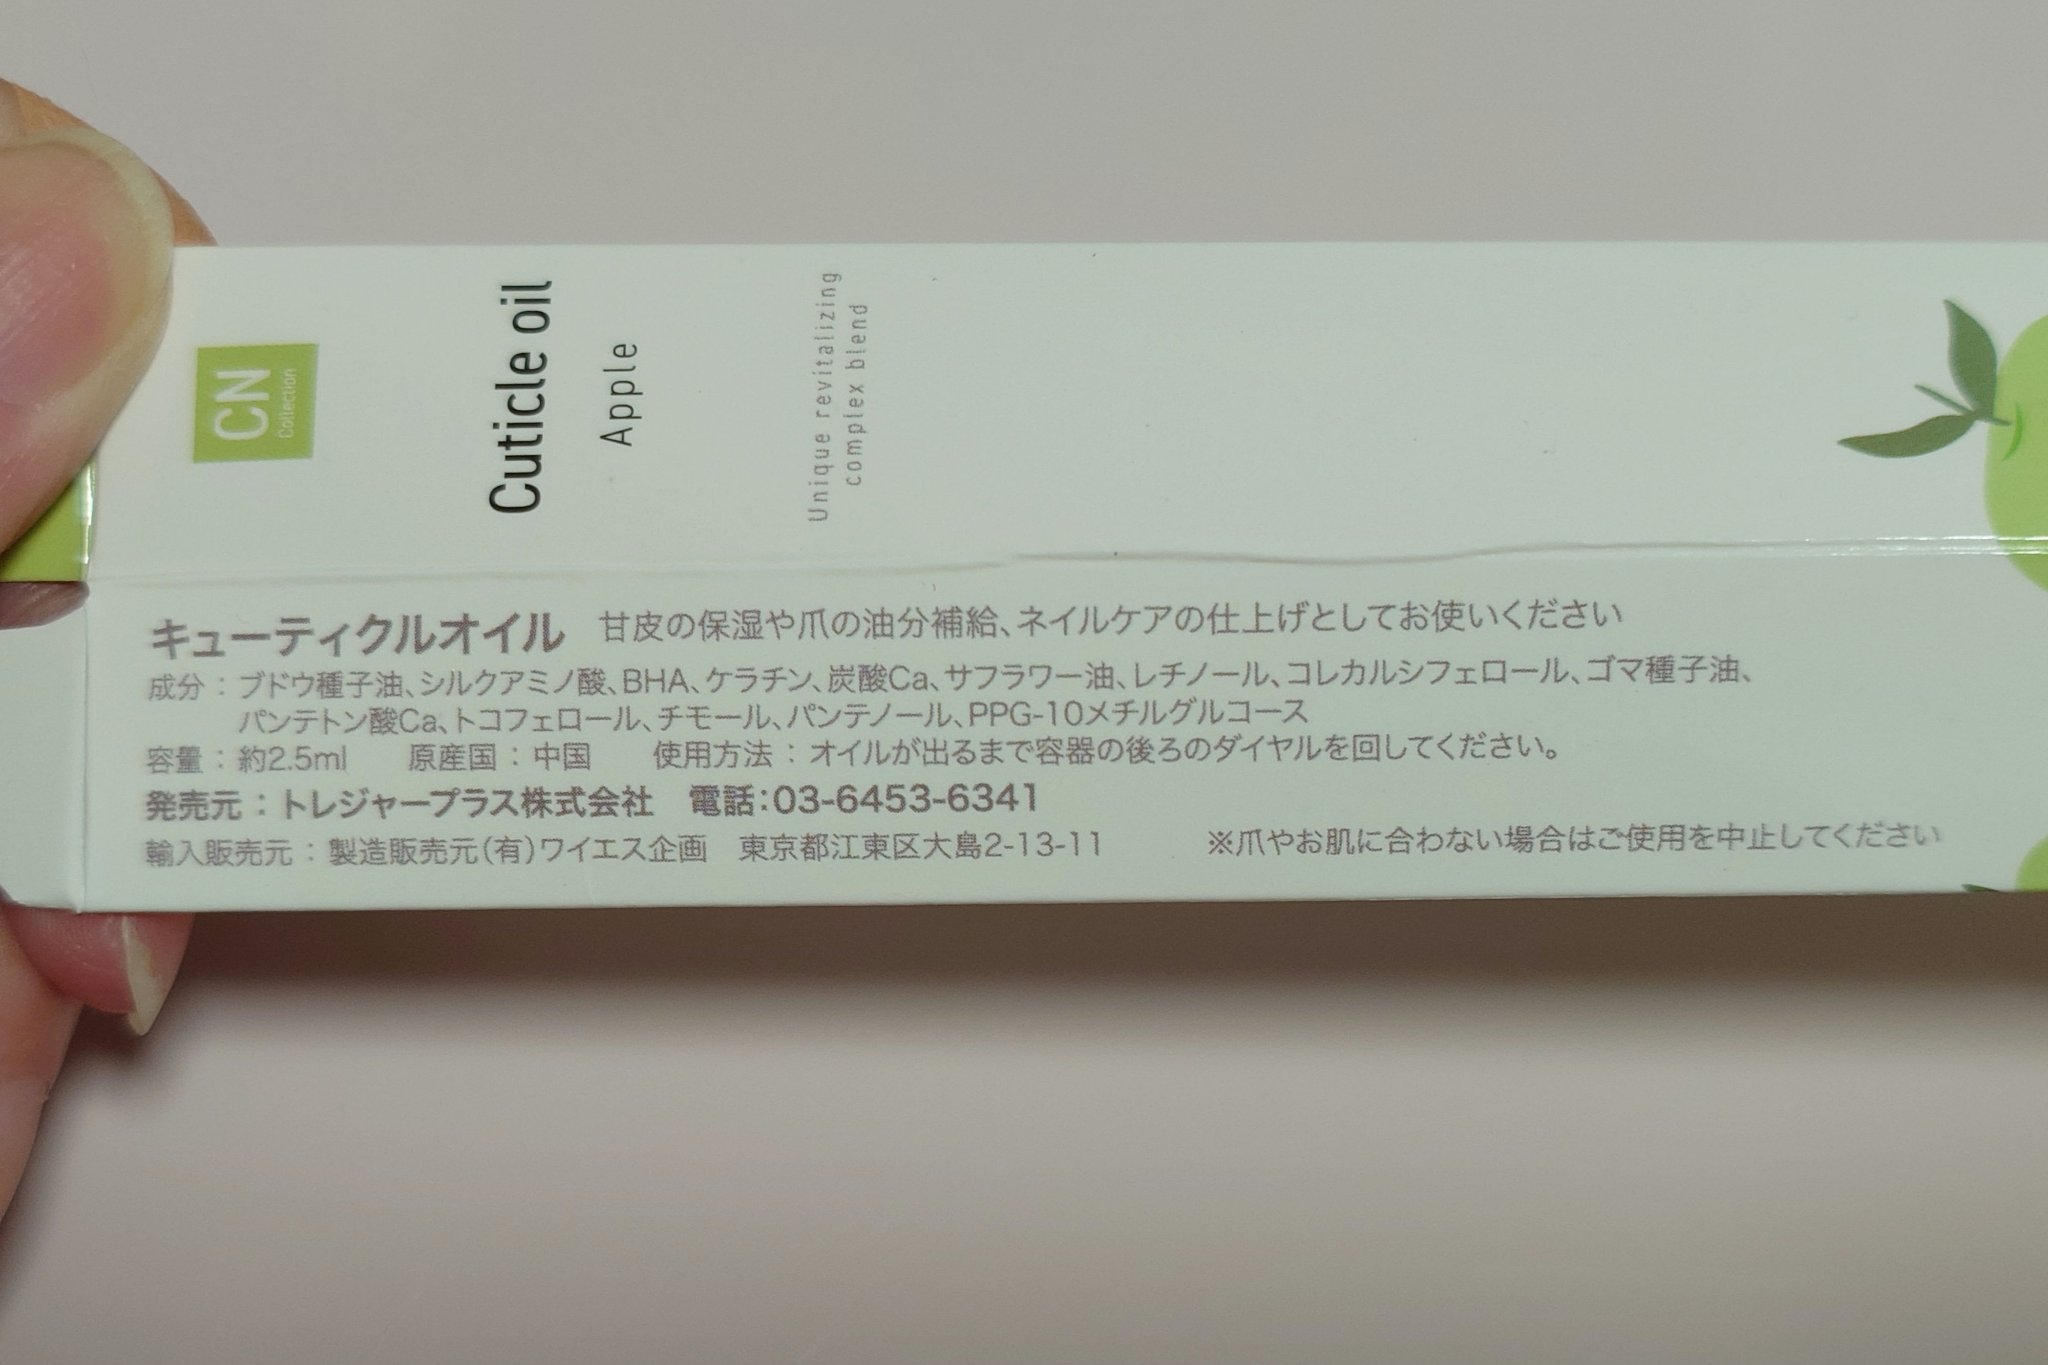 CN
Collection
Cuticle oil
Apple
Unique revitalizing
complex blend
キューティクルオイル 甘皮の保湿や爪の油分補給、ネイルケアの仕上げとしてお使いください
成分：ブドウ種子油、シルクアミノ酸、BHA、ケラチン、炭酸Ca、サフラワー油、レチノール、コレカルシフェロール、ゴマ種子油、
パンテトン酸Ca、トコフェロール、チモール、パンテノール、PPG-10メチルグルコース
容量：約2.5ml 原産国：中国 使用方法：オイルが出るまで容器の後ろのダイヤルを回してください。
発売元：トレジャープラス株式会社 電話:03-6453-6341
輸入販売元：製造販売元(有)ワイエス企画 東京都江東区大島2-13-11 ※爪やお肌に合わない場合はご使用を中止してください